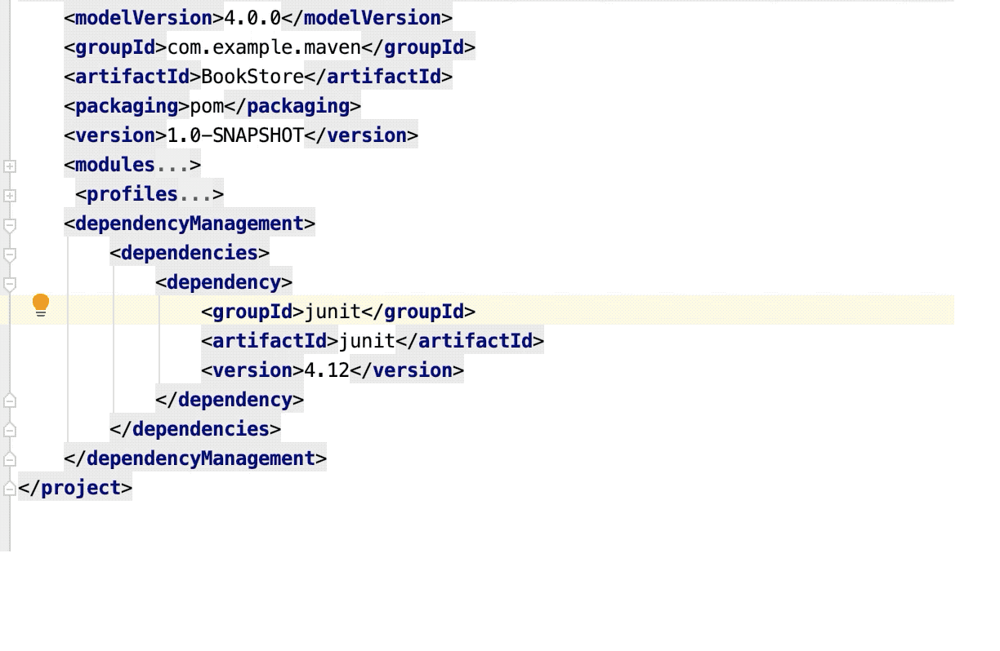 <modelVersion>4.0.0</modelVersion>
<groupId>com.example.maven</groupId>
<artifactId>BookStore</artifactId>
<packaging>pom</packaging>
<version>1.0-SNAPSHOT</version>
<modules...>
<profiles...>
<dependencyManagement>
<dependencies>
<dependency>
<groupId>junit</groupId>
<artifactId>junit</artifactId>
<version>4.12</version>
</dependency>
</dependencies>
</dependencyManagement>
</project>